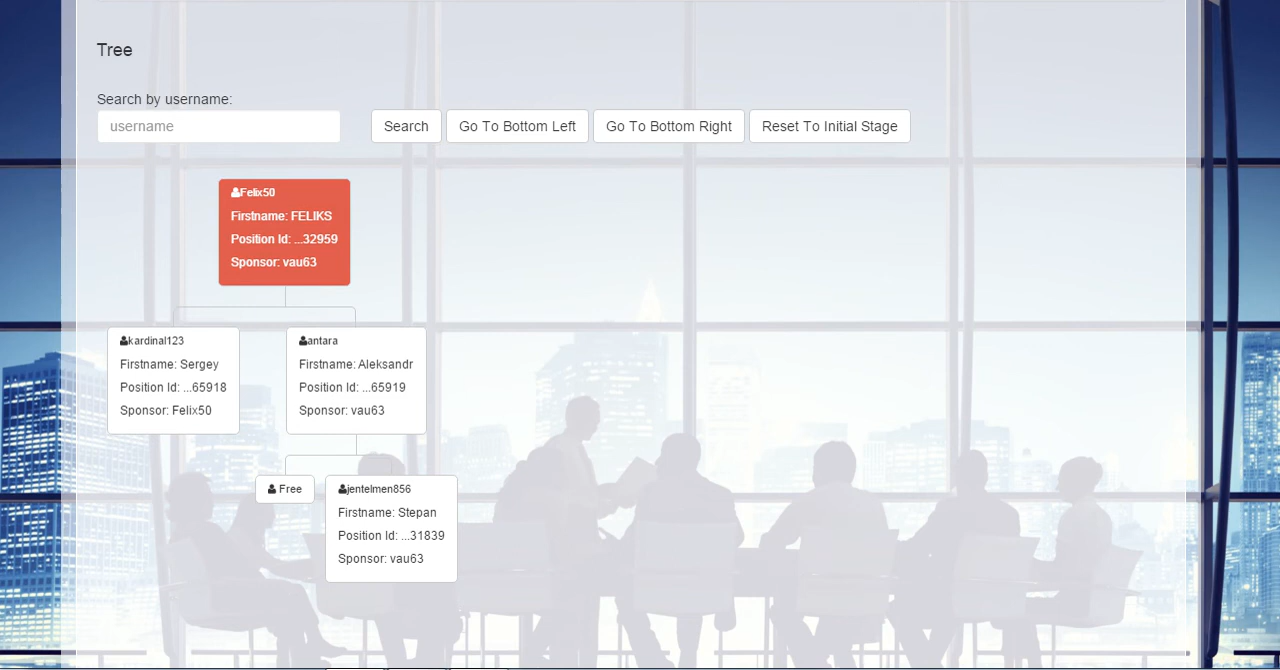 Tree
Search by username:
username
Search
Go To Bottom Left
Go To Bottom Right
Reset To Initial Stage
Felix50
Firstname: FELIKS
Position Id: ...32959
Sponsor: vau63
kardinal123
Firstname: Sergey
Position Id: ...65918
Sponsor: Felix50
antara
Firstname: Aleksandr
Position Id: ...65919
Sponsor: vau63
Free
jentelmen856
Firstname: Stepan
Position Id: ...31839
Sponsor: vau63